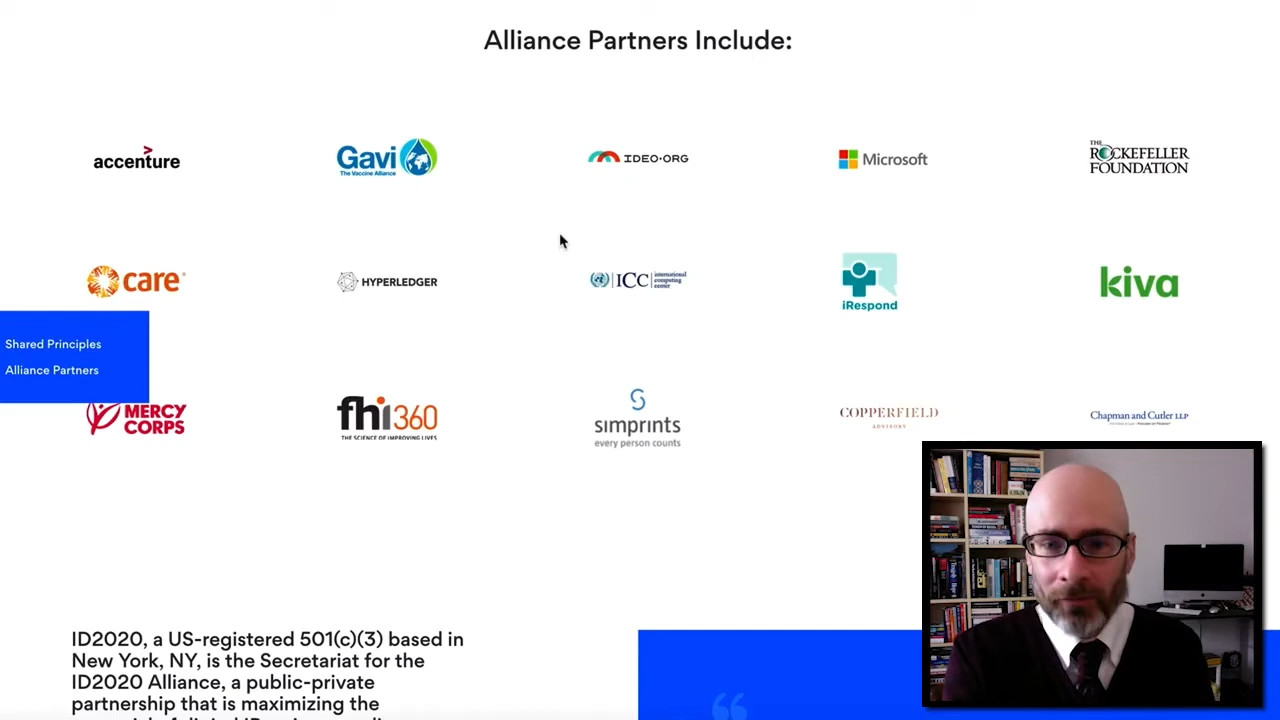 Alliance Partners Include:
accenture
Gavi
The Vaccine Alliance
IDEO.ORG
Microsoft
THE
ROCKEFELLER
FOUNDATION
care®
HYPERLEDGER
ICC international
computing
center
iRespond
kiva
Shared Principles
Alliance Partners
MERCY
CORPS
fhi360
THE SCIENCE OF IMPROVING LIVES
simprints
every person counts
COPPERFIELD
ADVISORY
Chapman and Cutler LLP
ID2020, a US-registered 501(c)(3) based in
New York, NY, is the Secretariat for the
ID2020 Alliance, a public-private
partnership that is maximizing the
“